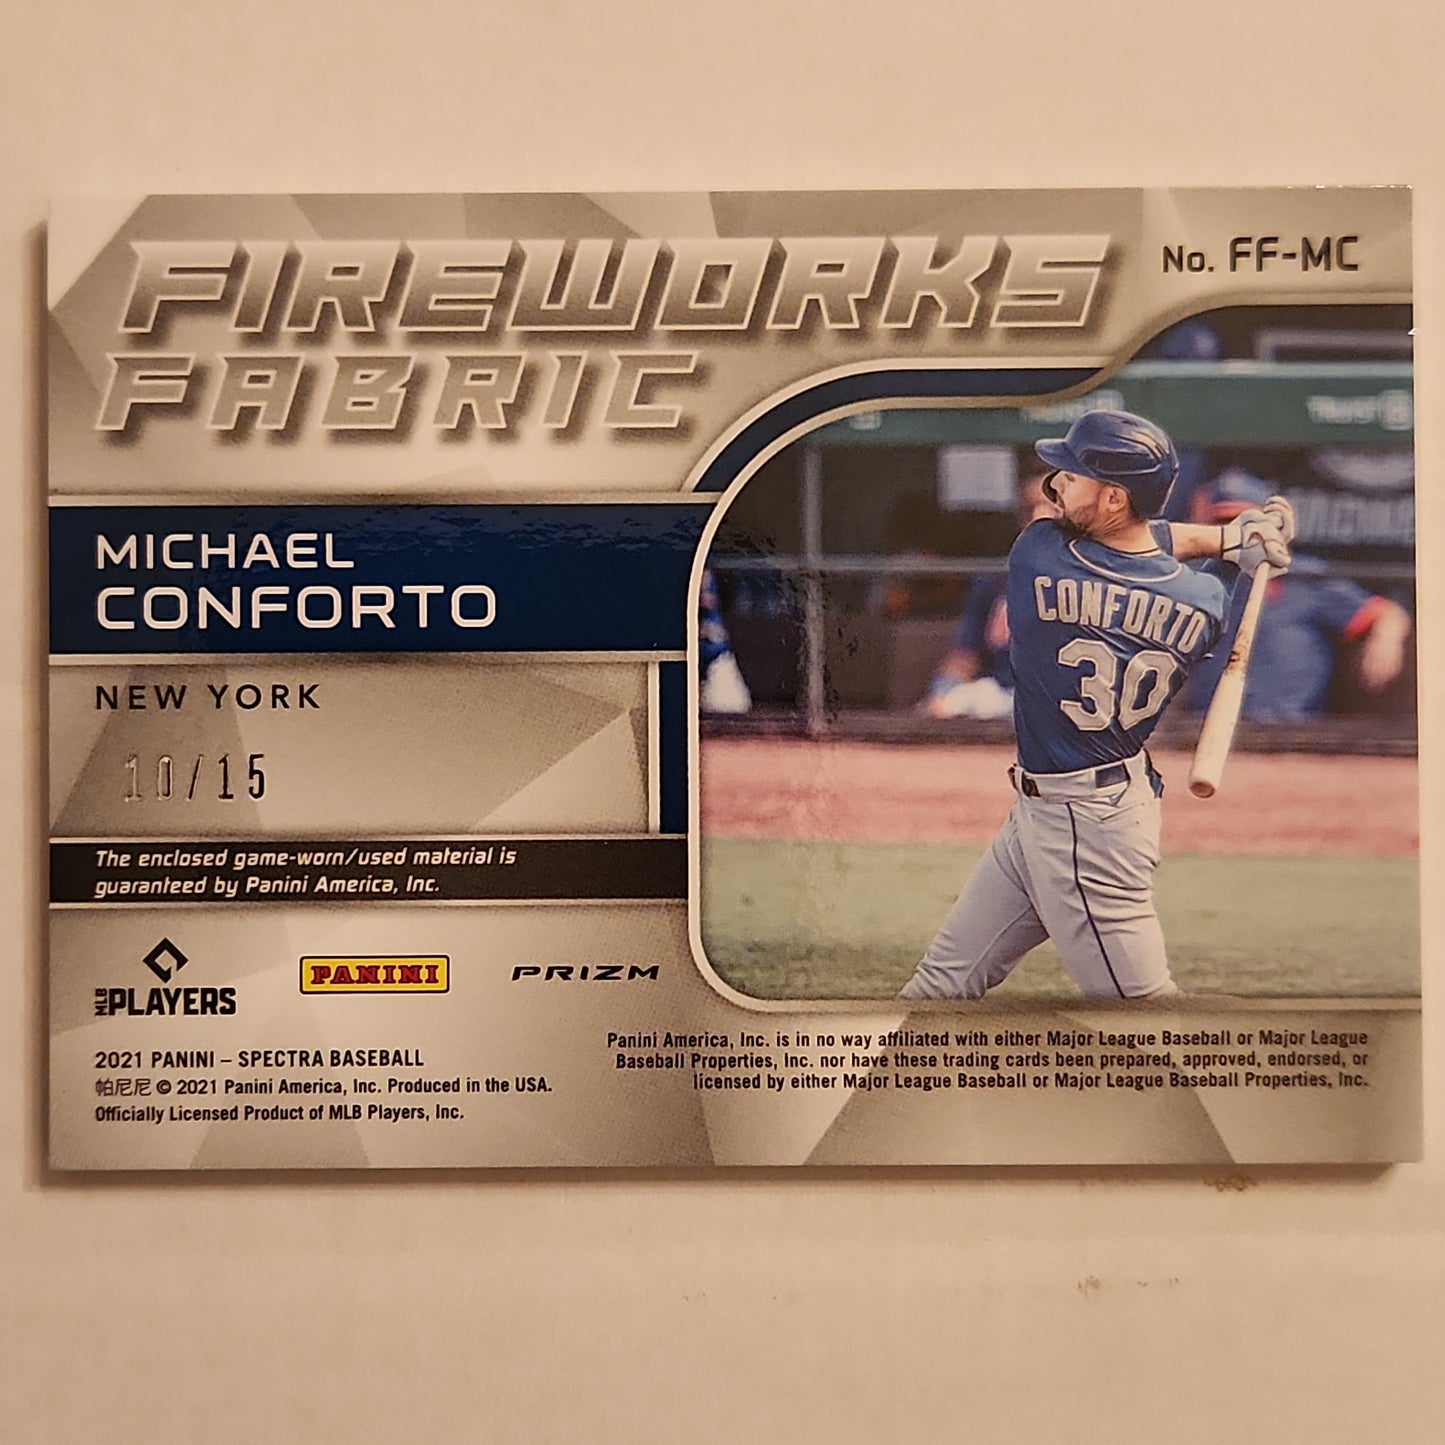 FIREWORKS
FABRIC
No. FF-MC
MICHAEL
CONFORTO
NEW YORK
10/15
The enclosed game-worn/used material is
guaranteed by Panini America, Inc.
CONFORTO
30
MLB PLAYERS
PANINI
PRIZM
2021 PANINI – SPECTRA BASEBALL
帕尼尼 © 2021 Panini America, Inc. Produced in the USA.
Officially Licensed Product of MLB Players, Inc.
Panini America, Inc. is in no way affiliated with either Major League Baseball or Major League
Baseball Properties, Inc. nor have these trading cards been prepared, approved, endorsed, or
licensed by either Major League Baseball or Major League Baseball Properties, Inc.